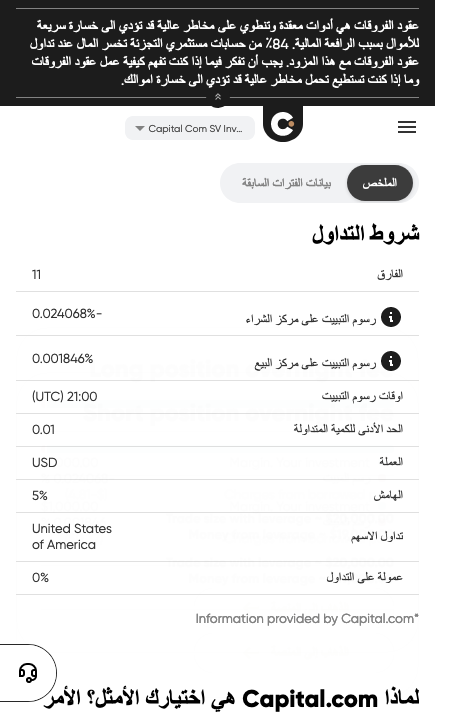 عقود الفروقات هي أدوات معقدة وتنطوي على مخاطر عالية قد تؤدي الى خسارة سريعة
للأموال بسبب الرافعة المالية. 84٪ من حسابات مستثمري التجزئة تخسر المال عند تداول
عقود الفروقات مع هذا المزود. يجب أن تفكر فيما إذا كنت تفهم كيفية عمل عقود الفروقات
وما إذا كنت تستطيع تحمل مخاطر عالية قد تؤدي الى خسارة اموالك.
Capital Com SV Inv...
الملخص
بيانات الفترات السابقة
شروط التداول
الفارق 11
رسوم التبييت على مركز الشراء -0.024068%
رسوم التبييت على مركز البيع 0.001846%
اوقات رسوم التبييت 21:00 (UTC)
الحد الأدنى للكمية المتداولة 0.01
العملة USD
الهامش 5%
تداول الاسهم United States of America
عمولة على التداول 0%
Information provided by Capital.com*
لماذا Capital.com هي اختيارك الأمثل؟ الأمر